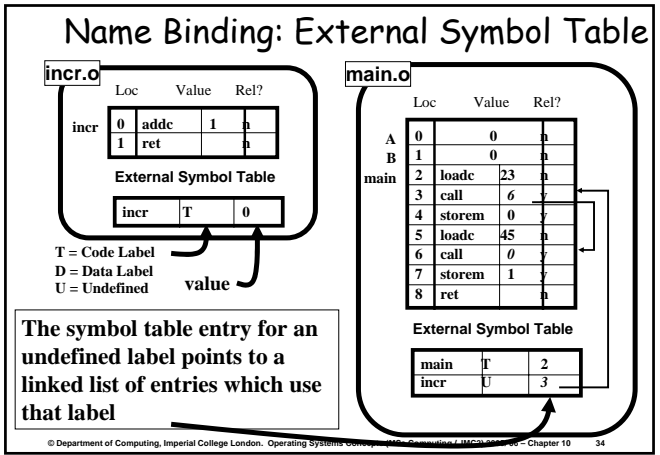 Name Binding: External Symbol Table
incr.o
Loc Value Rel?
incr 0 addc 1 n
1 ret n
External Symbol Table
incr T 0
T = Code Label
D = Data Label
U = Undefined
value
The symbol table entry for an
undefined label points to a
linked list of entries which use
that label
main.o
Loc Value Rel?
A 0 0 n
B 1 0 n
main 2 loadc 23 n
3 call 6 y
4 storem 0 y
5 loadc 45 n
6 call 0 y
7 storem 1 y
8 ret n
External Symbol Table
main T 2
incr U 3
© Department of Computing, Imperial College London. Operating Systems Concepts Computing – Chapter 10 34